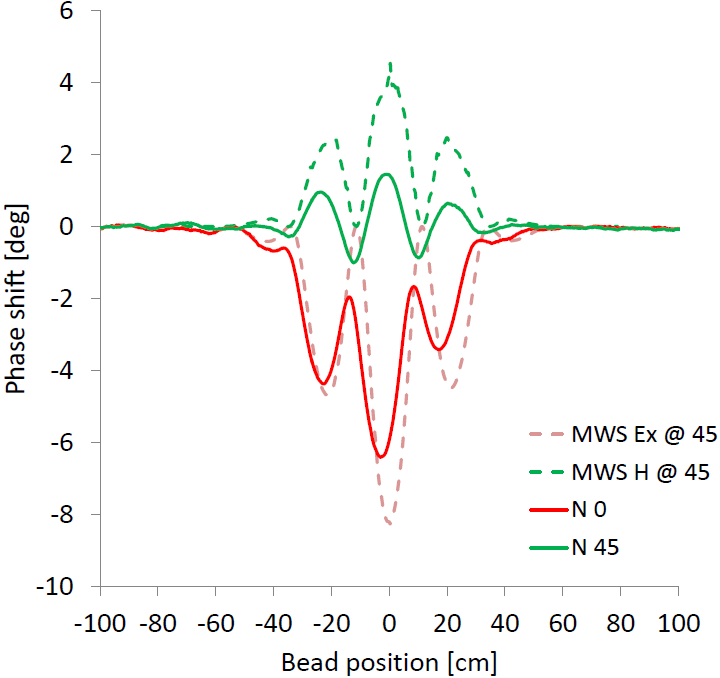 6
4
2
0
-2
-4
-6
-8
-10
Phase shift [deg]
MWS Ex @ 45
MWS H @ 45
N 0
N 45
-100 -80 -60 -40 -20 0 20 40 60 80 100
Bead position [cm]